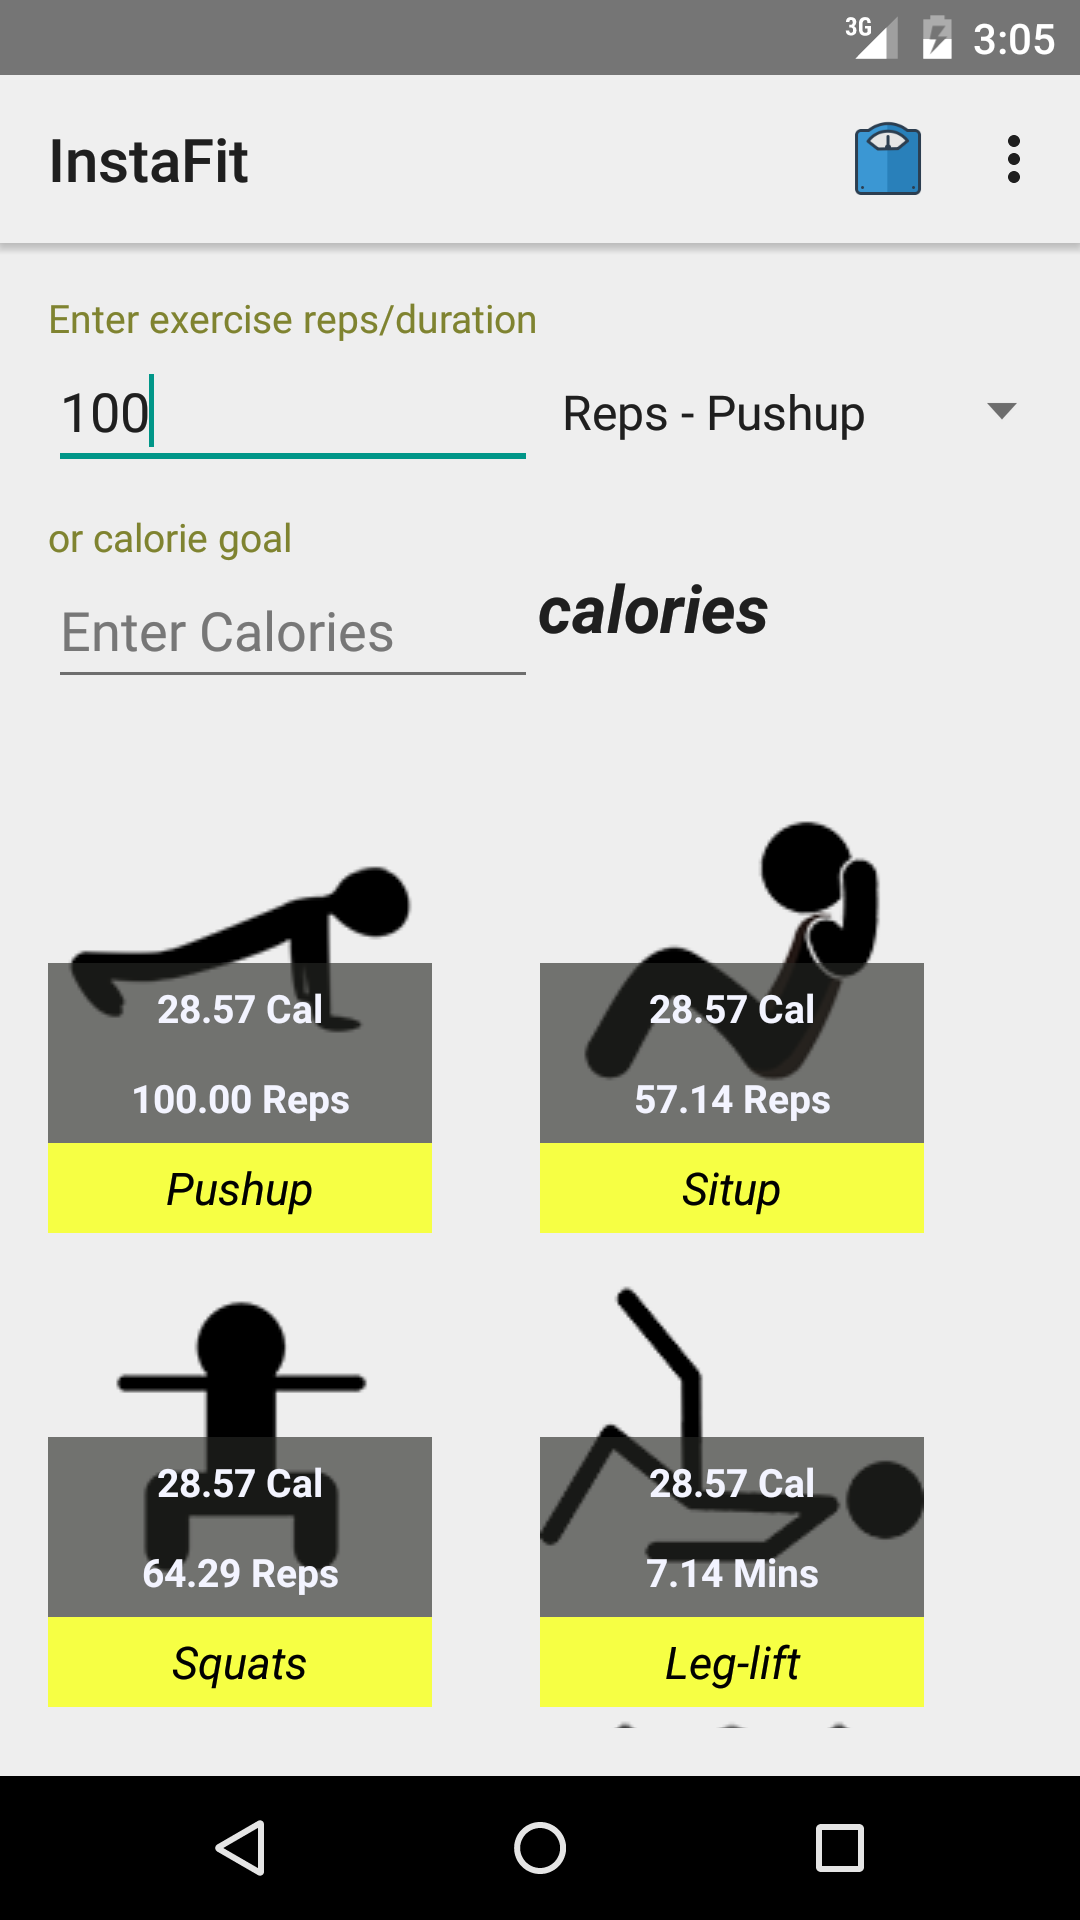 3G 3:05
InstaFit
Enter exercise reps/duration
100 Reps - Pushup
or calorie goal
Enter Calories calories
28.57 Cal 28.57 Cal
100.00 Reps 57.14 Reps
Pushup Situp
28.57 Cal 28.57 Cal
64.29 Reps 7.14 Mins
Squats Leg-lift